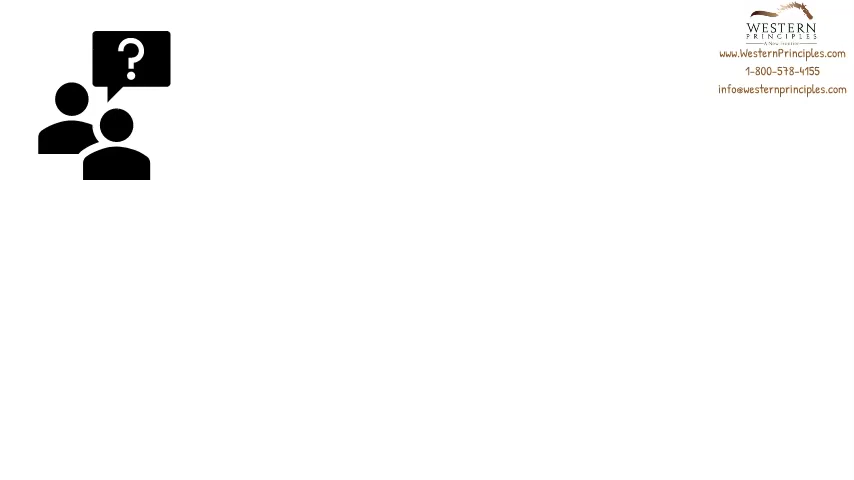 ?
WESTERN
PRINCIPLES
www.WesternPrinciples.com
1-800-578-4155
info@westernprinciples.com